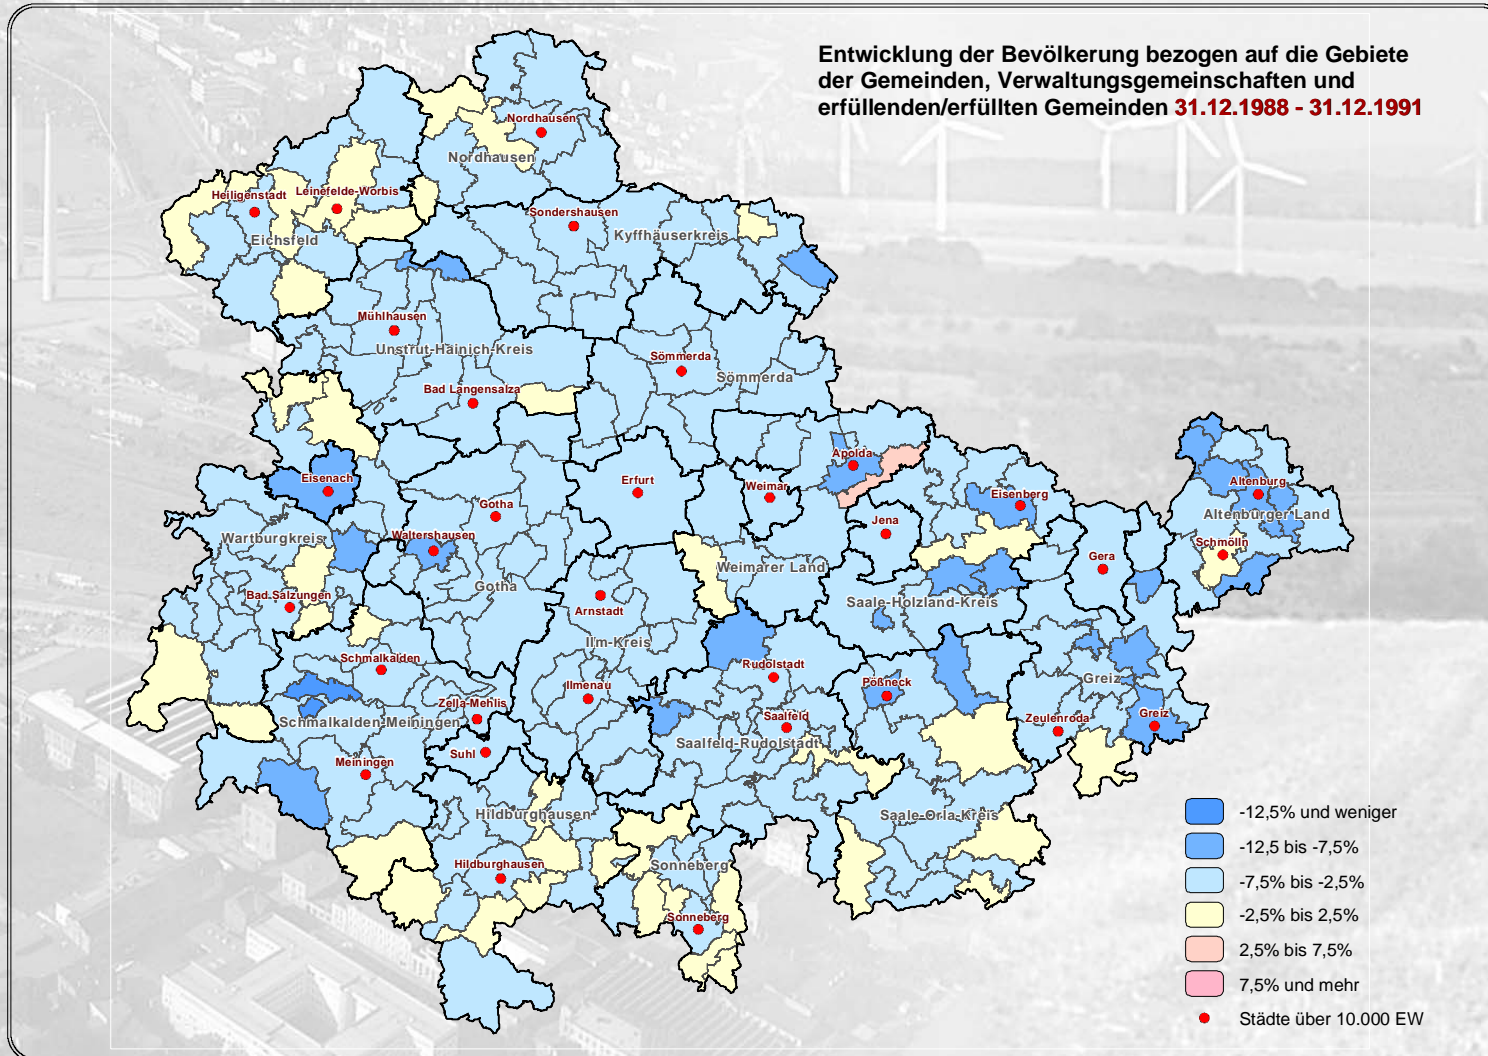 Entwicklung der Bevölkerung bezogen auf die Gebiete
der Gemeinden, Verwaltungsgemeinschaften und
erfüllenden/erfüllten Gemeinden 31.12.1988 - 31.12.1991
Nordhausen
Nordhausen
Heiligenstadt
Leinefelde-Worbis
Eichsfeld
Sondershausen
Kyffhäuserkreis
Mühlhausen
Unstrut-Hainich-Kreis
Sömmerda
Sömmerda
Bad Langensalza
Eisenach
Gotha
Erfurt
Weimar
Apolda
Eisenberg
Altenburg
Altenburger Land
Wartburgkreis
Waltershausen
Gotha
Jena
Weimarer Land
Gera
Schmölln
Bad Salzungen
Arnstadt
Saale-Holzland-Kreis
Ilm-Kreis
Schmalkalden
Rudolstadt
Ilmenau
Pößneck
Greiz
Zella-Mehlis
Schmalkalden-Meiningen
Saalfeld
Zeulenroda
Greiz
Saalfeld-Rudolstadt
Suhl
Meiningen
Hildburghausen
Saale-Orla-Kreis
Hildburghausen
Sonneberg
Sonneberg
-12,5% und weniger
-12,5 bis -7,5%
-7,5% bis -2,5%
-2,5% bis 2,5%
2,5% bis 7,5%
7,5% und mehr
Städte über 10.000 EW